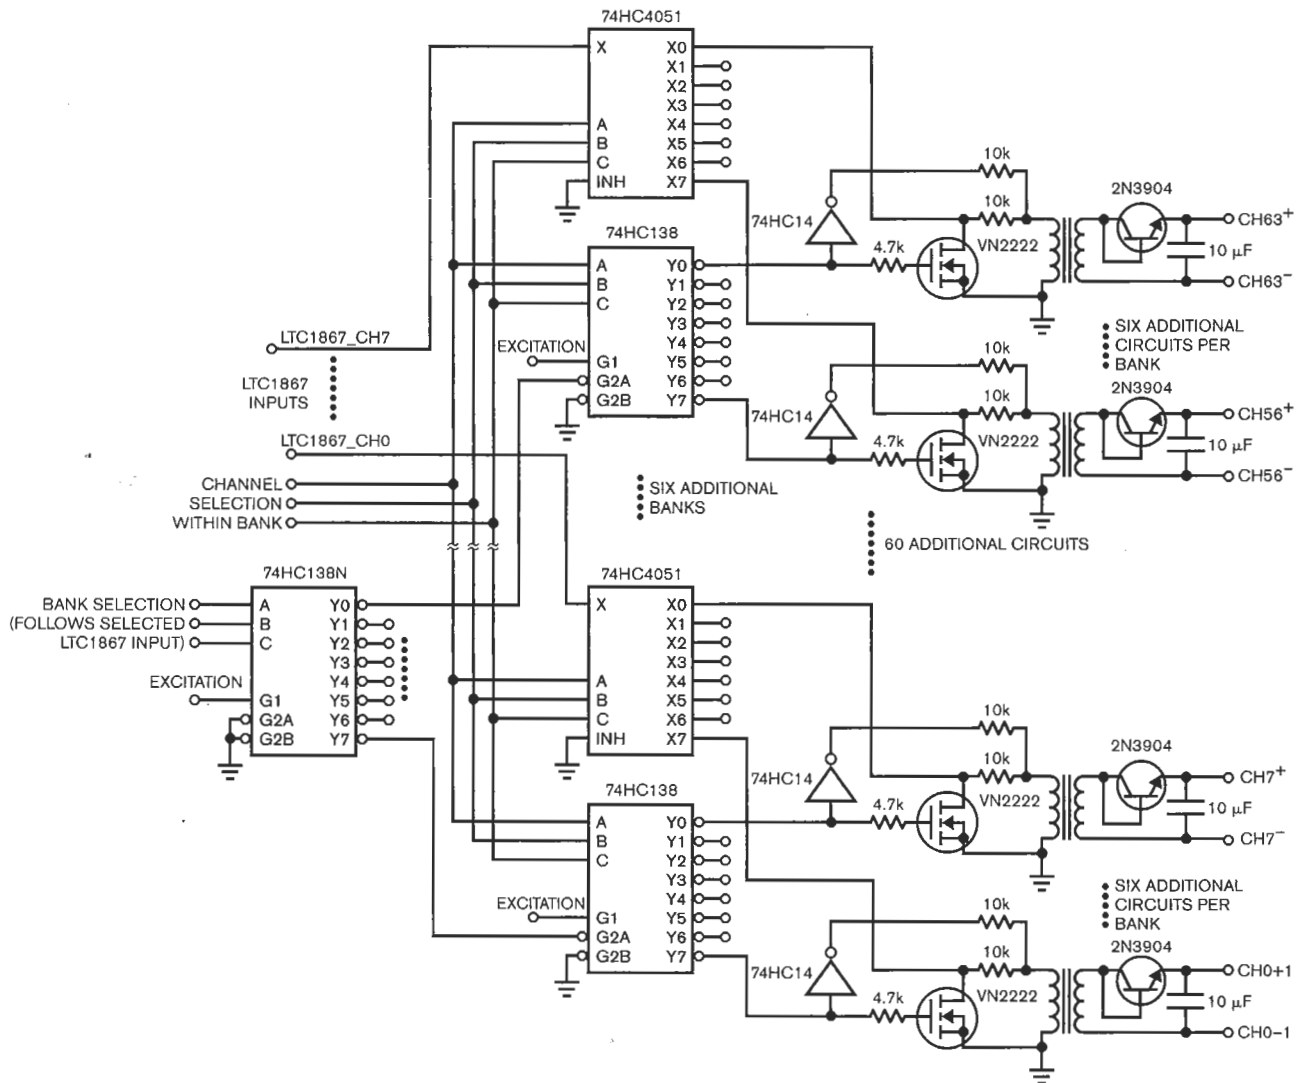 74HC4051
X X0
X1
X2
X3
A X4
B X5
C X6
INH X7
10k
10k
2N3904
74HC14
VN2222
4.7k
CH63+
10 µF
CH63−
74HC138
A Y0
B Y1
C Y2
Y3
EXCITATION
Y4
G1 Y5
G2A Y6
G2B Y7
LTC1867_CH7
LTC1867
INPUTS
LTC1867_CH0
SIX ADDITIONAL
CIRCUITS PER
BANK
10k
10k
2N3904
74HC14
VN2222
4.7k
CH56+
10 µF
CH56−
CHANNEL
SELECTION
WITHIN BANK
SIX ADDITIONAL
BANKS
60 ADDITIONAL CIRCUITS
74HC138N
BANK SELECTION
(FOLLOWS SELECTED
LTC1867 INPUT)
EXCITATION
A Y0
B Y1
C Y2
Y3
Y4
G1 Y5
G2A Y6
G2B Y7
74HC4051
X X0
X1
X2
X3
A X4
B X5
C X6
INH X7
10k
10k
2N3904
74HC14
VN2222
4.7k
CH7+
10 µF
CH7−
74HC138
A Y0
B Y1
C Y2
Y3
EXCITATION
Y4
G1 Y5
G2A Y6
G2B Y7
SIX ADDITIONAL
CIRCUITS PER
BANK
10k
10k
2N3904
74HC14
VN2222
4.7k
CH0+1
10 µF
CH0−1